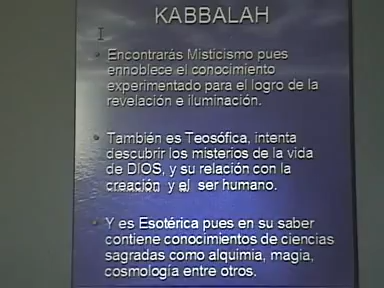 KABBALAH
Encontrarás Misticismo pues
ennoblece el conocimiento
experimentado para el logro de la
revelación e iluminación.
También es Teosófica, intenta
descubrir los misterios de la vida
de DIOS, y su relación con la
creación y el ser humano.
Y es Esotérica pues en su saber
contiene conocimientos de ciencias
sagradas como alquimia, magia,
cosmología entre otros.